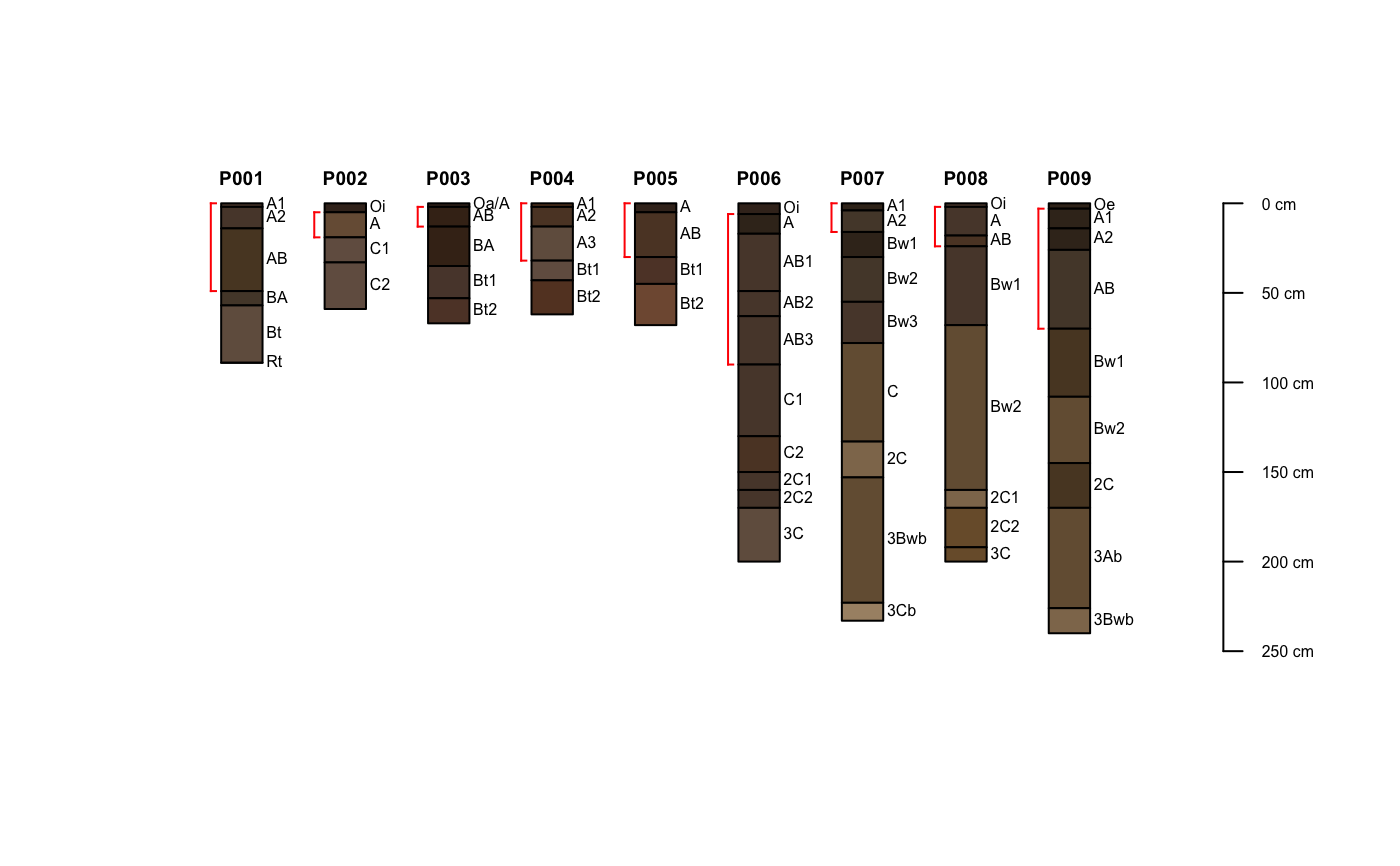 P001 P002 P003 P004 P005 P006 P007 P008 P009
A1
A2
AB
BA
Bt
Rt
Oi
A
C1
C2
Oa/A
AB
BA
Bt1
Bt2
A1
A2
A3
Bt1
Bt2
A
AB
Bt1
Bt2
Oi
A
AB1
AB2
AB3
C1
C2
2C1
2C2
3C
A1
A2
Bw1
Bw2
Bw3
C
2C
3Bwb
3Cb
Oi
A
AB
Bw1
Bw2
2C1
2C2
3C
Oe
A1
A2
AB
Bw1
Bw2
2C
3Ab
3Bwb
0 cm
50 cm
100 cm
150 cm
200 cm
250 cm